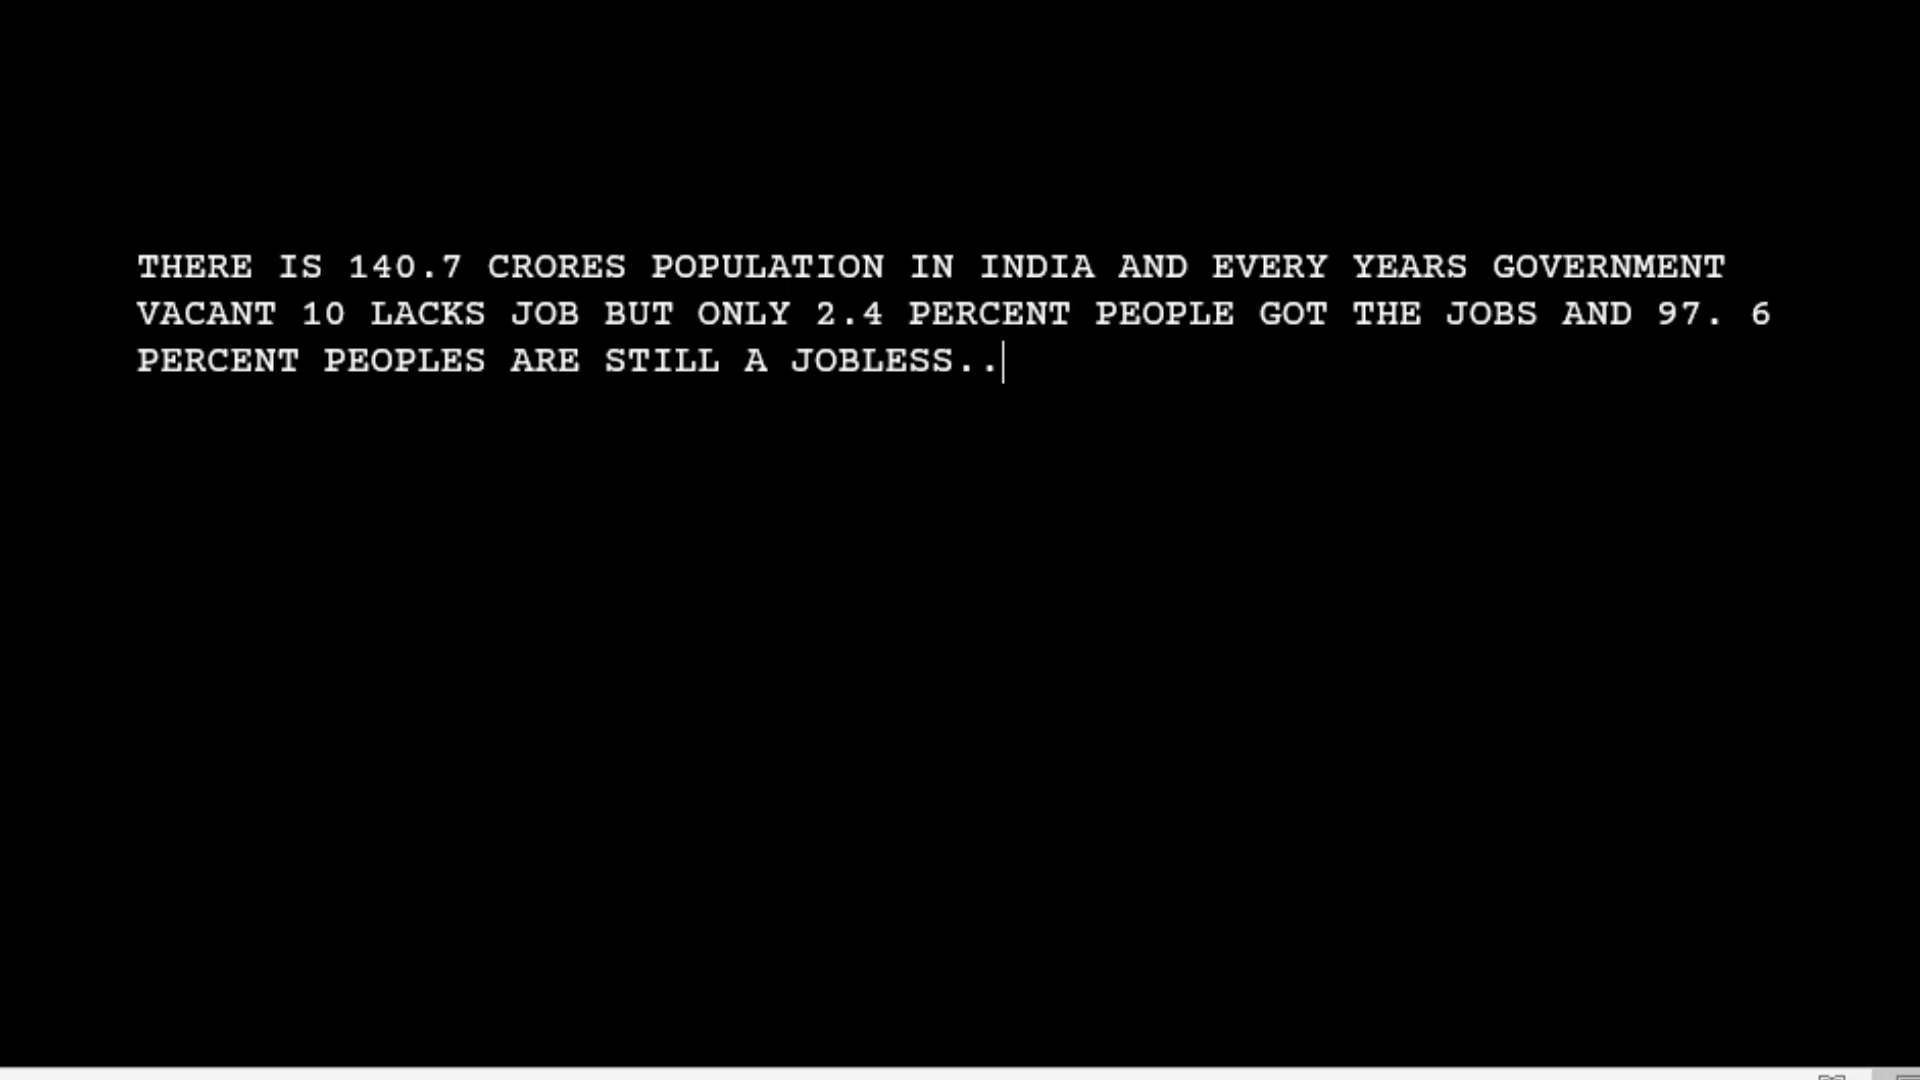 THERE IS 140.7 CRORES POPULATION IN INDIA AND EVERY YEARS GOVERNMENT
VACANT 10 LACKS JOB BUT ONLY 2.4 PERCENT PEOPLE GOT THE JOBS AND 97. 6
PERCENT PEOPLES ARE STILL A JOBLESS..